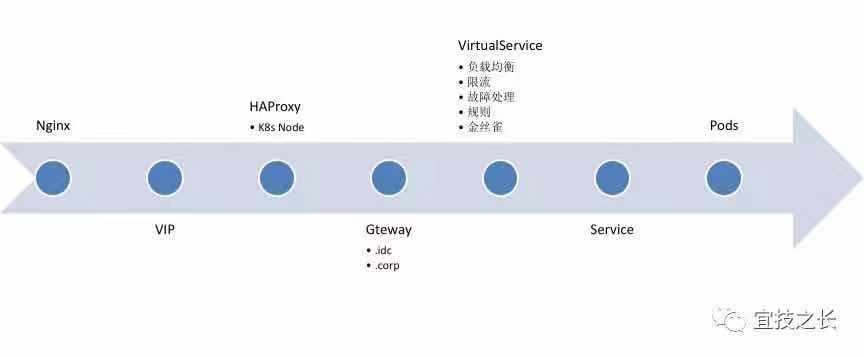 Nginx
VIP
HAProxy
• K8s Node
Gteway
• .idc
• .corp
VirtualService
• 负载均衡
• 限流
• 故障处理
• 规则
• 金丝雀
Service
Pods
宜技之长